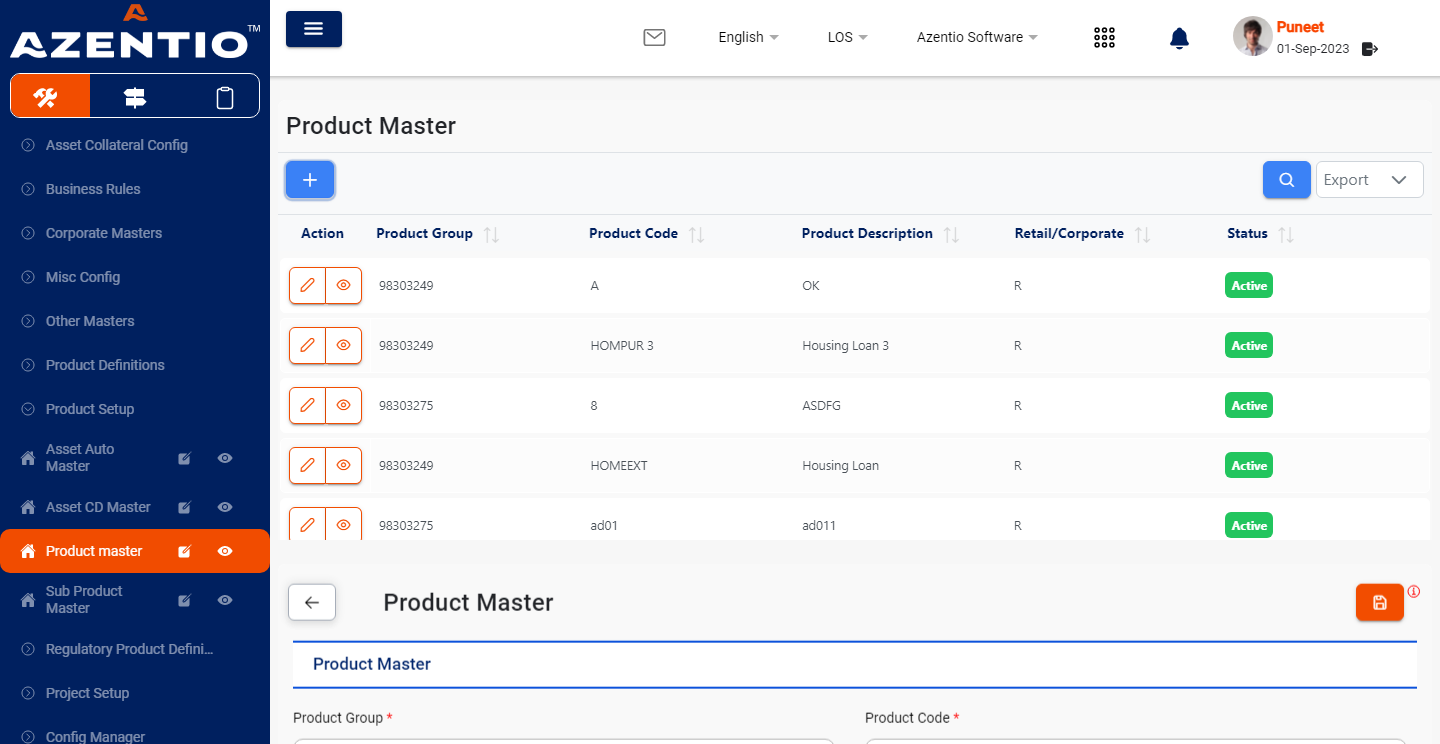 AZENTIO™
Asset Collateral Config
Business Rules
Corporate Masters
Misc Config
Other Masters
Product Definitions
Product Setup
Asset Auto
Master
Asset CD Master
Product master
Sub Product
Master
Regulatory Product Defini...
Project Setup
Config Manager
English
LOS
Azentio Software
Puneet
01-Sep-2023
Product Master
Export
Action Product Group Product Code Product Description Retail/Corporate Status
98303249 A OK R Active
98303249 HOMPUR 3 Housing Loan 3 R Active
98303275 8 ASDFG R Active
98303249 HOMEEXT Housing Loan R Active
98303275 ad01 ad011 R Active
Product Master
Product Master
Product Group * Product Code *